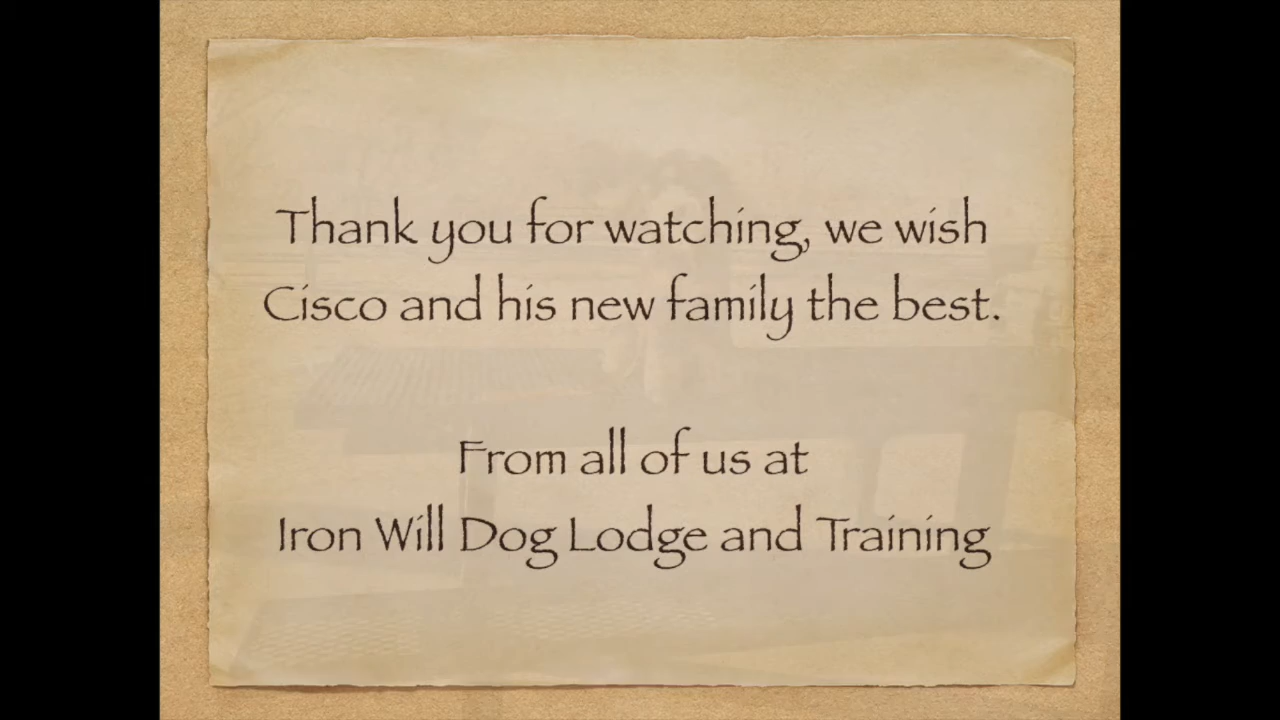 Thank you for watching, we wish
Cisco and his new family the best.
From all of us at
Iron Will Dog Lodge and Training